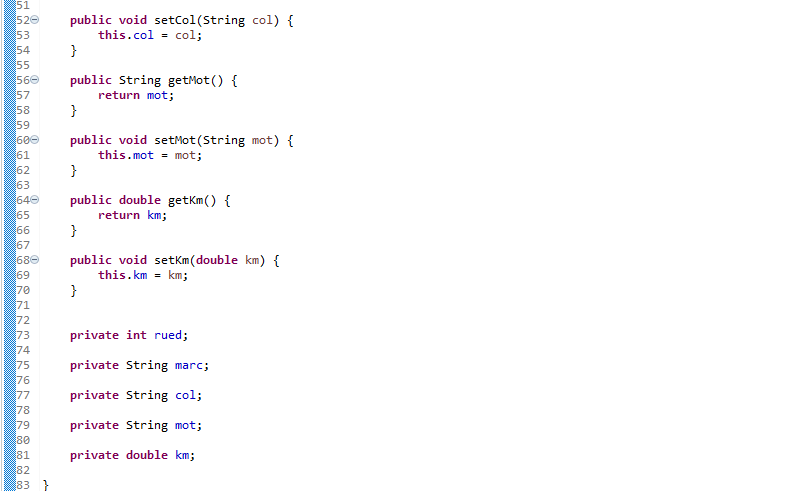 51
52 public void setCol(String col) {
53 this.col = col;
54 }
55
56 public String getMot() {
57 return mot;
58 }
59
60 public void setMot(String mot) {
61 this.mot = mot;
62 }
63
64 public double getKm() {
65 return km;
66 }
67
68 public void setKm(double km) {
69 this.km = km;
70 }
71
72
73 private int rued;
74
75 private String marc;
76
77 private String col;
78
79 private String mot;
80
81 private double km;
82
83 }